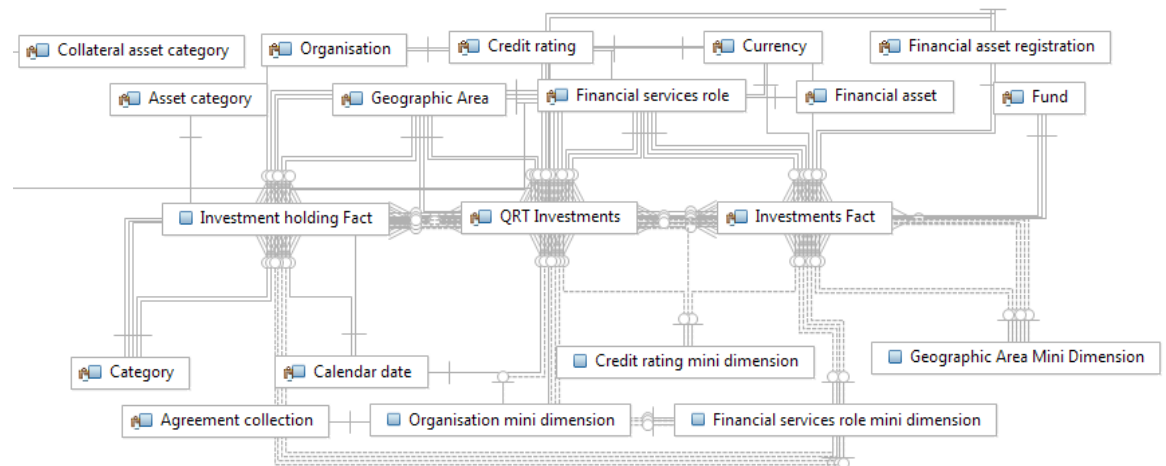 Collateral asset category
Organisation
Credit rating
Currency
Financial asset registration
Asset category
Geographic Area
Financial services role
Financial asset
Fund
Investment holding Fact
QRT Investments
Investments Fact
Category
Calendar date
Credit rating mini dimension
Geographic Area Mini Dimension
Agreement collection
Organisation mini dimension
Financial services role mini dimension